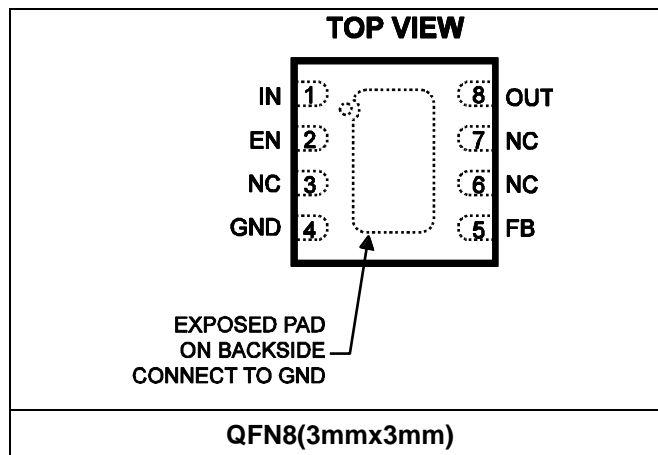 TOP VIEW
IN 1 8 OUT
EN 2 7 NC
NC 3 6 NC
GND 4 5 FB
EXPOSED PAD
ON BACKSIDE
CONNECT TO GND
QFN8(3mmx3mm)